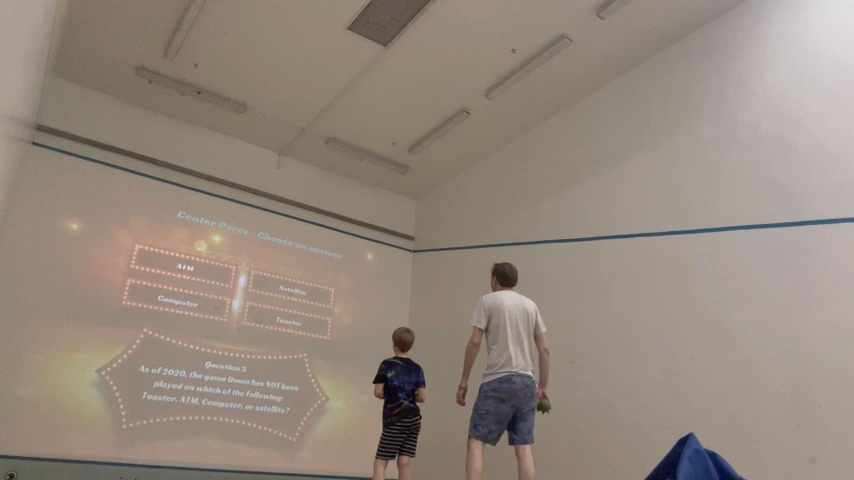 Center Parcs - Choose an answer
ATM
Satellite
Computer
Toaster
Question 3
As of 2020, the game Doom has NOT been
played on which of the following:
Toaster, ATM, Computer, or satellite?